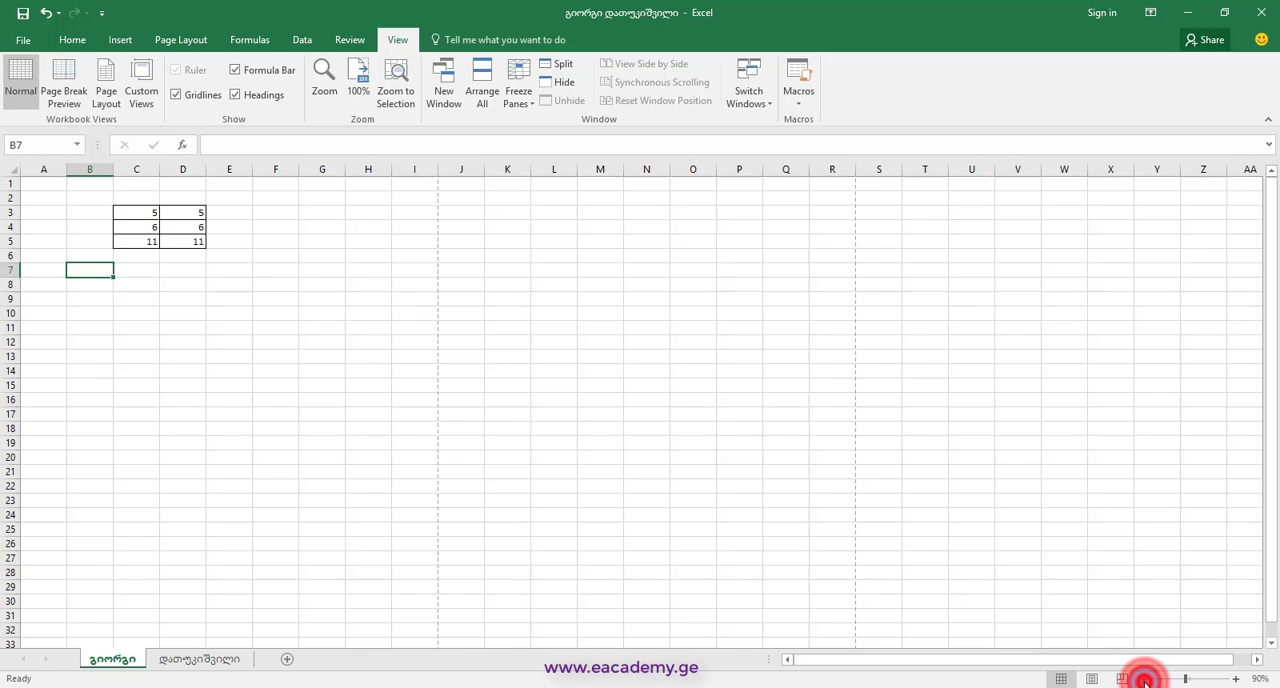 გიორგი დათუკიშვილი - Excel
Sign in
File Home Insert Page Layout Formulas Data Review View Tell me what you want to do Share
Normal
Page Break Preview
Page Layout
Custom Views
Workbook Views
Ruler Formula Bar
Gridlines Headings
Show
Zoom
100%
Zoom to Selection
Zoom
New Window
Arrange All
Freeze Panes
Split
Hide
Unhide
View Side by Side
Synchronous Scrolling
Reset Window Position
Window
Switch Windows
Macros
Macros
B7
fx
A B C D E F G H I J K L M N O P Q R S T U V W X Y Z AA
1
2
3 5 5
4 6 6
5 11 11
6
7
8
9
10
11
12
13
14
15
16
17
18
19
20
21
22
23
24
25
26
27
28
29
30
31
32
33
გიორგი დათუკიშვილი
www.eacademy.ge
Ready 90%